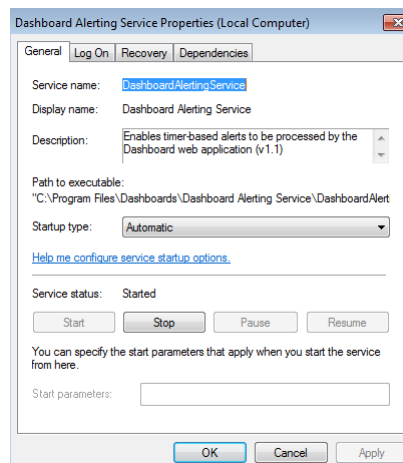 Dashboard Alerting Service Properties (Local Computer)
General Log On Recovery Dependencies
Service name: DashboardAlertingService
Display name: Dashboard Alerting Service
Description: Enables timer-based alerts to be processed by the
Dashboard web application (v1.1)
Path to executable:
"C:\Program Files\Dashboards\Dashboard Alerting Service\DashboardAlert
Startup type: Automatic
Help me configure service startup options.
Service status: Started
Start Stop Pause Resume
You can specify the start parameters that apply when you start the service
from here.
Start parameters:
OK Cancel Apply